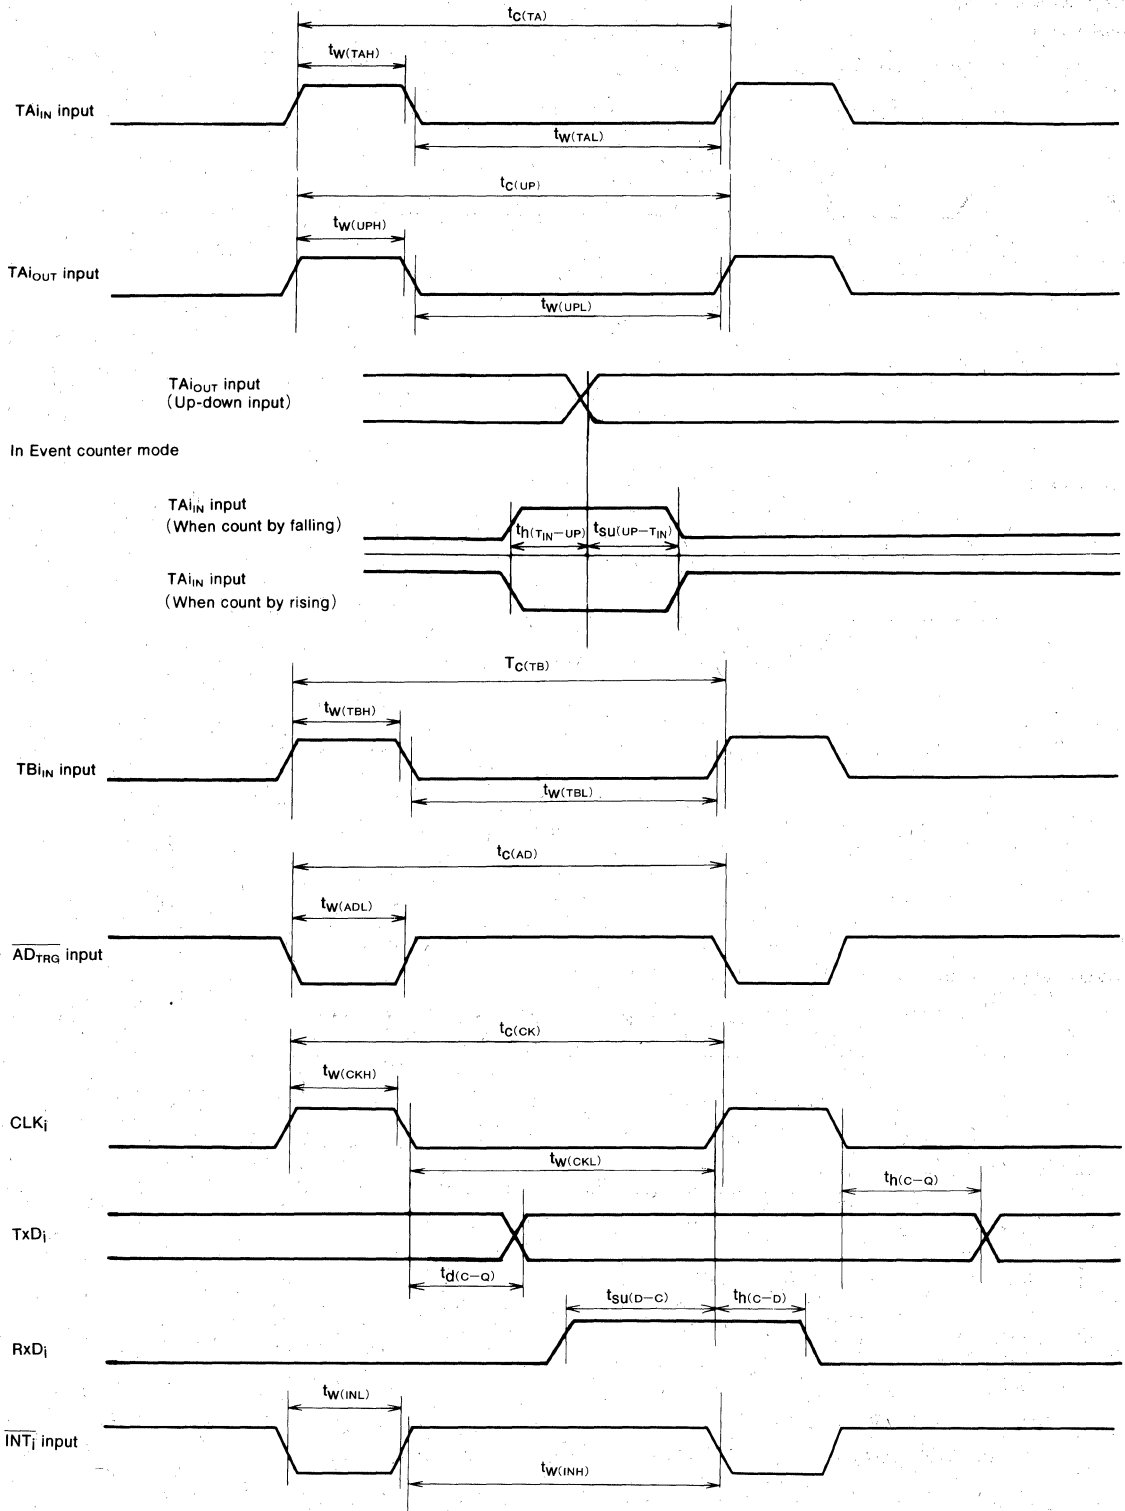 tC(TA)
tW(TAH)
TAiIN input
tW(TAL)
tC(UP)
tW(UPH)
TAiOUT input
tW(UPL)
TAiOUT input
(Up-down input)
In Event counter mode
TAiIN input
(When count by falling)
th(TIN−UP) tsu(UP−TIN)
TAiIN input
(When count by rising)
TC(TB)
tW(TBH)
TBiIN input
tW(TBL)
tC(AD)
tW(ADL)
ADTRG input
tC(CK)
tW(CKH)
CLKi
tW(CKL)
th(C−Q)
TxDi
td(C−Q)
tsu(D−C) th(C−D)
RxDi
tW(INL)
INTi input
tW(INH)